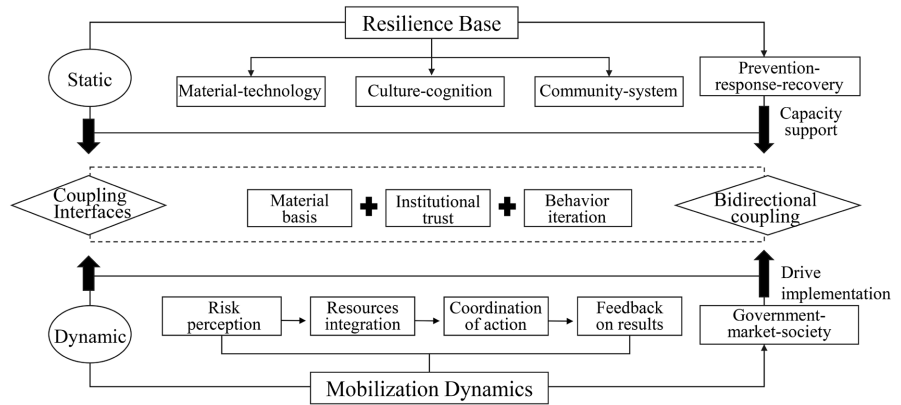 Resilience Base
Static
Material-technology
Culture-cognition
Community-system
Prevention-
response-recovery
Capacity
support
Coupling
Interfaces
Material
basis
Institutional
trust
Behavior
iteration
Bidirectional
coupling
Drive
implementation
Dynamic
Risk
perception
Resources
integration
Coordination
of action
Feedback
on results
Government-
market-society
Mobilization Dynamics